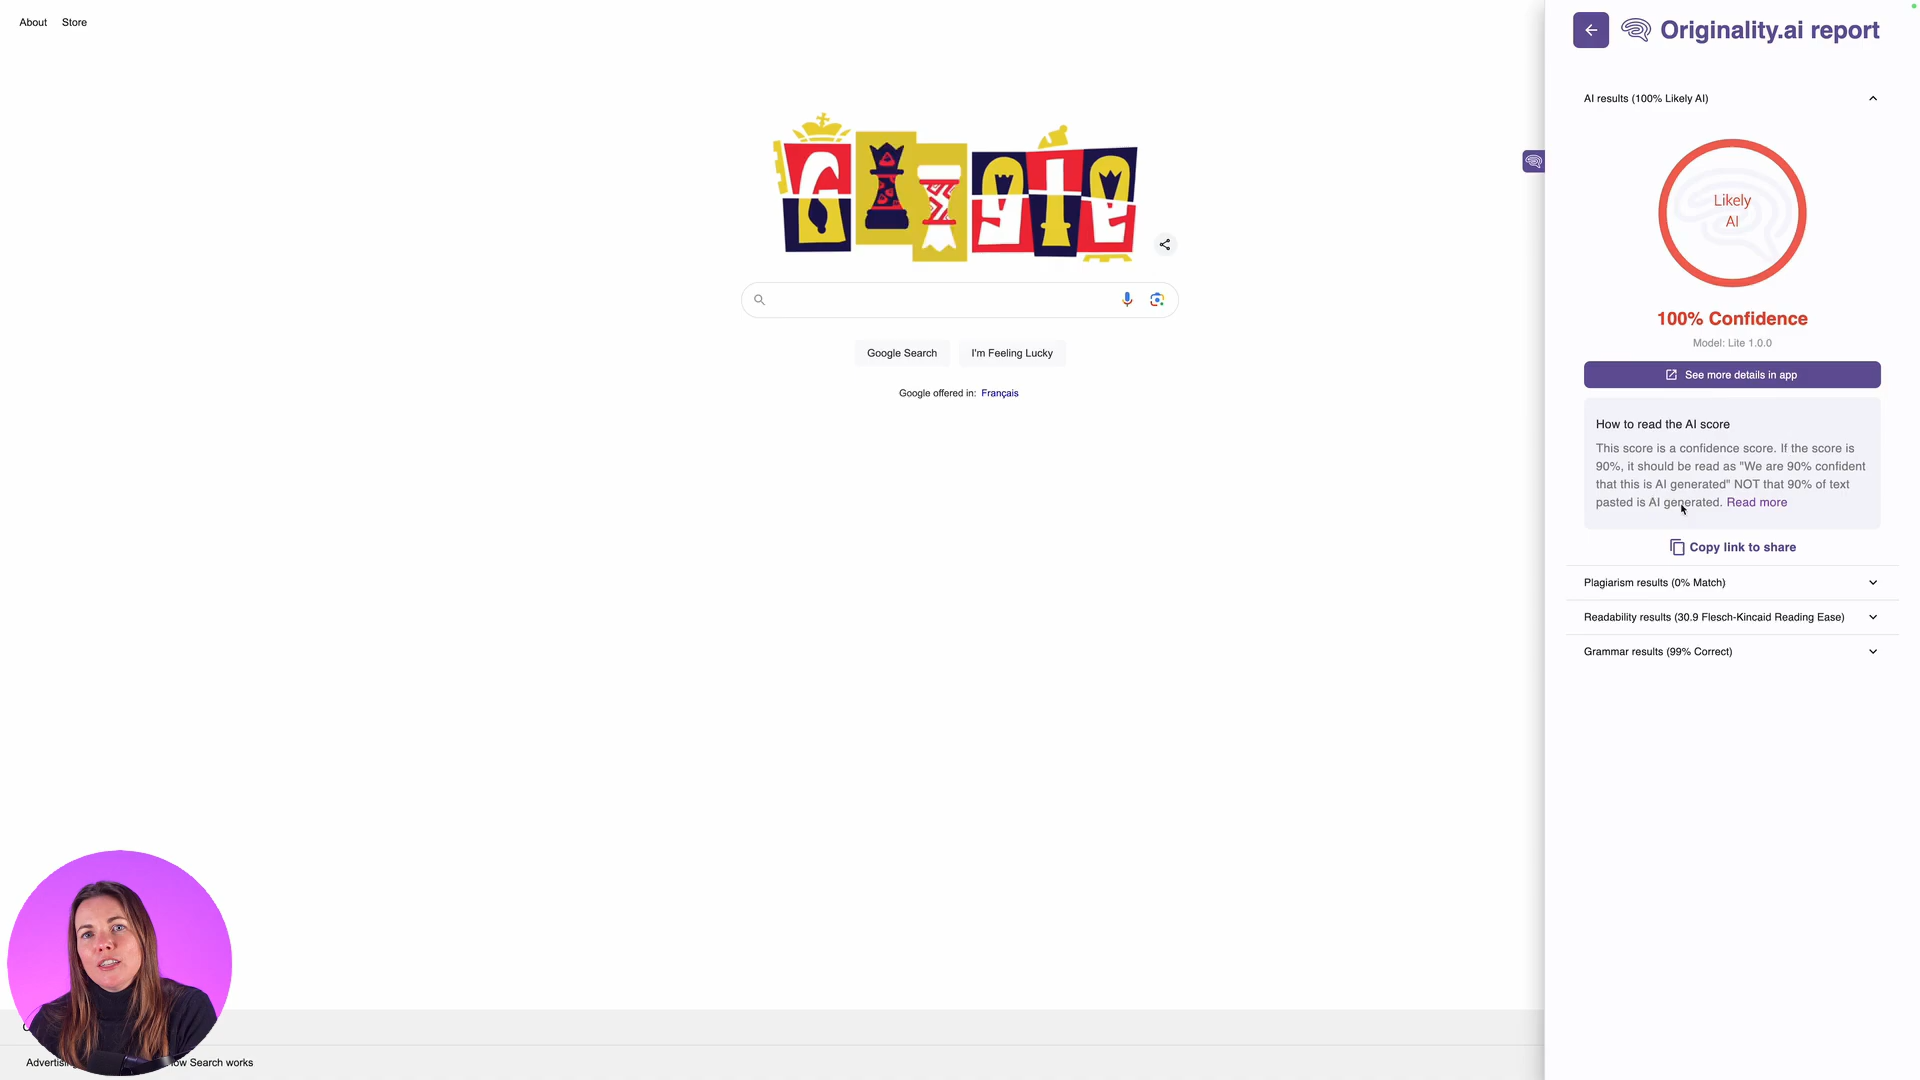 About Store
Google
Google Search I'm Feeling Lucky
Google offered in: Français
How Search works
Originality.ai report
AI results (100% Likely AI)
Likely
AI
100% Confidence
Model: Lite 1.0.0
See more details in app
How to read the AI score
This score is a confidence score. If the score is
90%, it should be read as "We are 90% confident
that this is AI generated" NOT that 90% of text
pasted is AI generated. Read more
Copy link to share
Plagiarism results (0% Match)
Readability results (30.9 Flesch-Kincaid Reading Ease)
Grammar results (99% Correct)